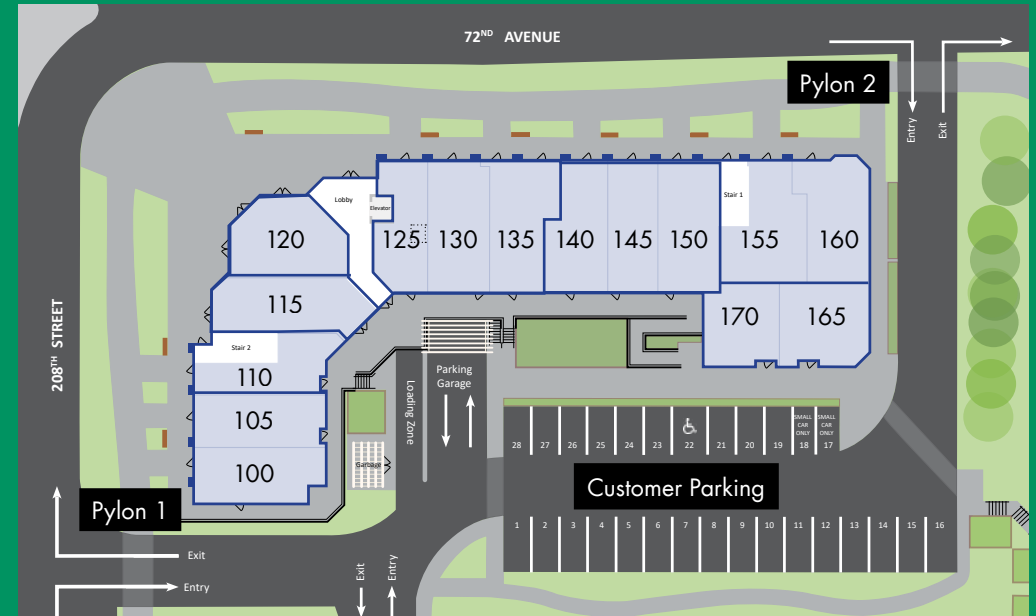 72ND AVENUE
Pylon 2
Entry
Exit
208TH STREET
Lobby
Elevator
Stair 1
120
125
130
135
140
145
150
155
160
115
170
165
Stair 2
110
105
100
Parking
Garage
Loading Zone
Garbage
28
27
26
25
24
23
22
21
20
19
SMALL
CAR
ONLY
18
SMALL
CAR
ONLY
17
Customer Parking
Pylon 1
1
2
3
4
5
6
7
8
9
10
11
12
13
14
15
16
Exit
Entry
Exit
Entry